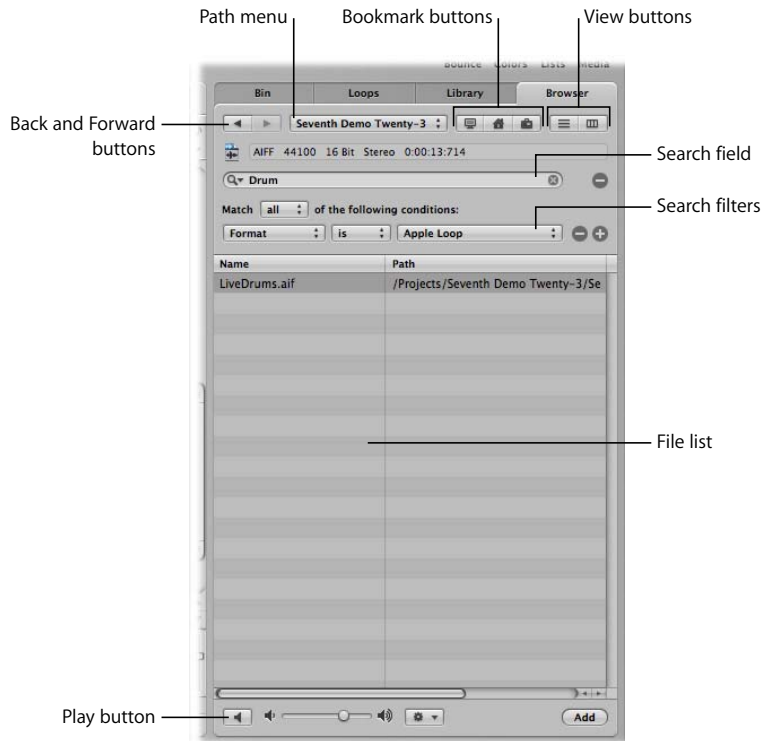 Path menu
Bookmark buttons
View buttons
Bounce Colors Lists Media
Bin Loops Library Browser
Back and Forward
buttons
Seventh Demo Twenty-3
AIFF 44100 16 Bit Stereo 0:00:13:714
Search field
Drum
Search filters
Match all of the following conditions:
Format is Apple Loop
Name Path
LiveDrums.aif /Projects/Seventh Demo Twenty-3/Se
File list
Play button
Add